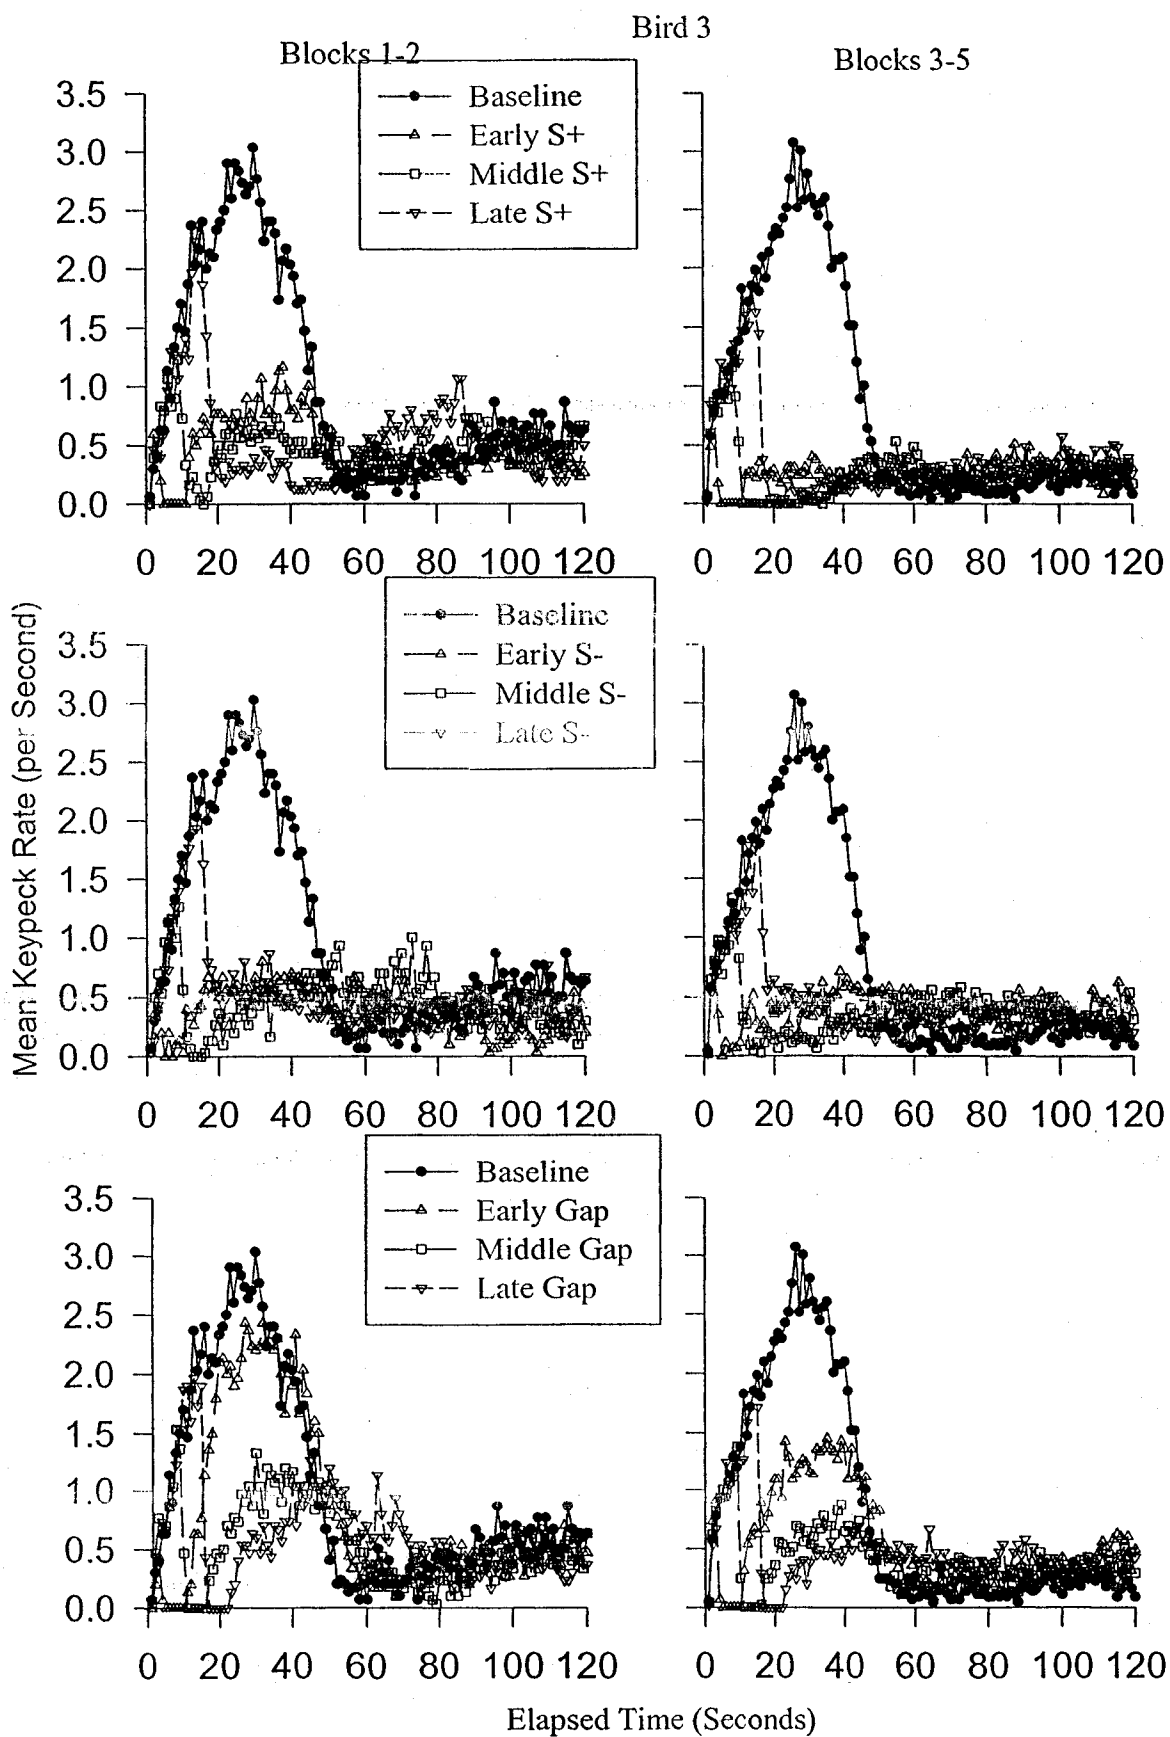 Bird 3
Blocks 1-2
Blocks 3-5
Baseline
Early S+
Middle S+
Late S+
3.5
3.0
2.5
2.0
1.5
1.0
0.5
0.0
0 20 40 60 80 100 120
0 20 40 60 80 100 120
Mean Keypeck Rate (per Second)
Baseline
Early S-
Middle S-
Late S-
3.5
3.0
2.5
2.0
1.5
1.0
0.5
0.0
0 20 40 60 80 100 120
0 20 40 60 80 100 120
Baseline
Early Gap
Middle Gap
Late Gap
3.5
3.0
2.5
2.0
1.5
1.0
0.5
0.0
0 20 40 60 80 100 120
0 20 40 60 80 100 120
Elapsed Time (Seconds)